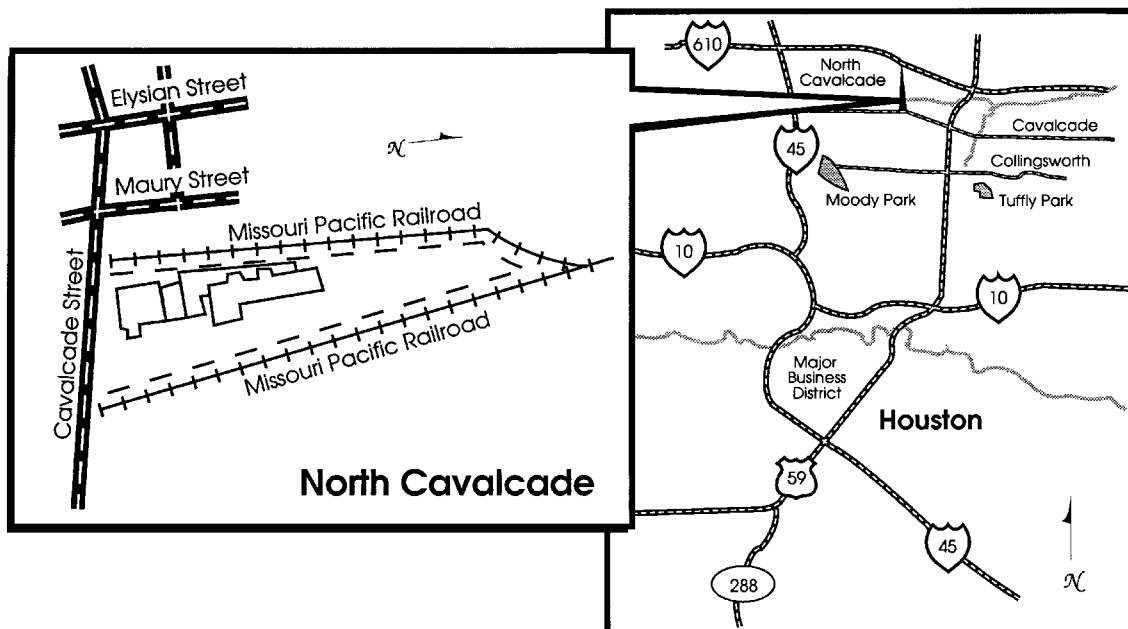 Elysian Street
Maury Street
N
Missouri Pacific Railroad
Cavalcade Street
Missouri Pacific Railroad
North Cavalcade
610
North
Cavalcade
Cavalcade
45
Collingsworth
Moody Park
Tuffly Park
10
10
Major
Business
District
Houston
59
45
288
N